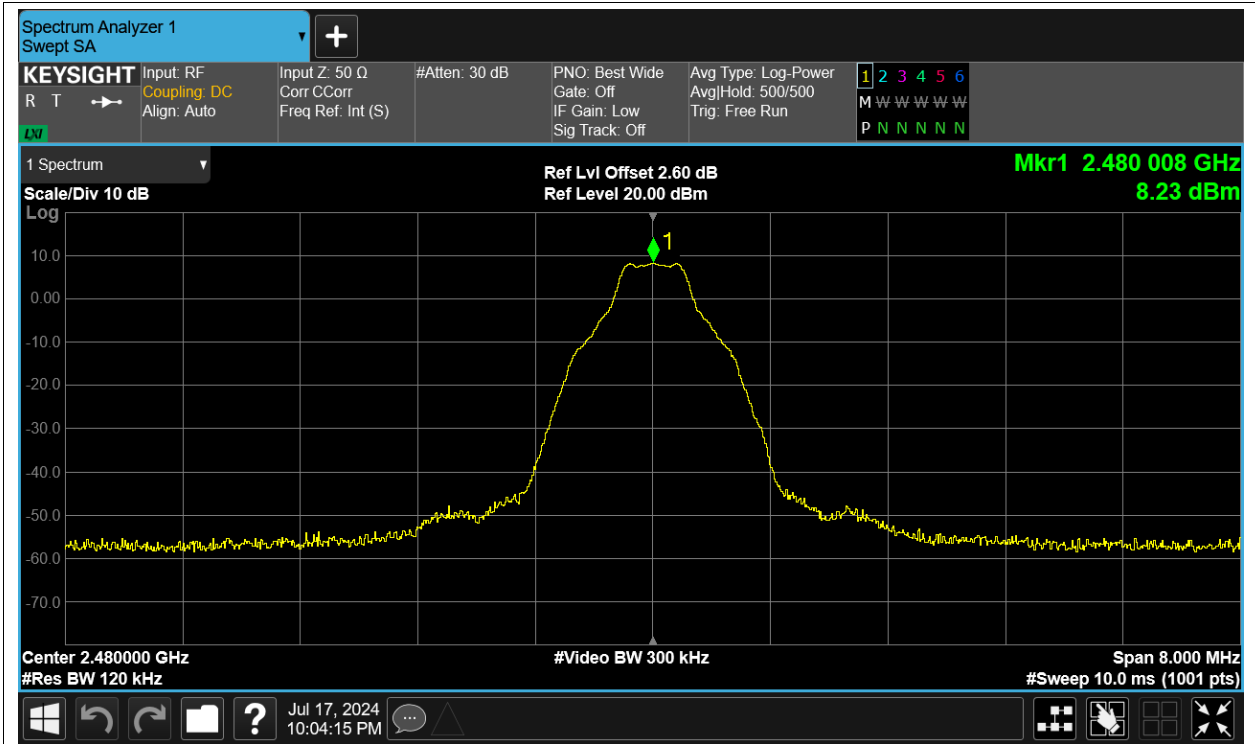 Spectrum Analyzer 1
Swept SA
KEYSIGHT
R T
LXI
Input: RF
Coupling: DC
Align: Auto
Input Z: 50 Ω
Corr CCorr
Freq Ref: Int (S)
#Atten: 30 dB
PNO: Best Wide
Gate: Off
IF Gain: Low
Sig Track: Off
Avg Type: Log-Power
Avg|Hold: 500/500
Trig: Free Run
1 2 3 4 5 6
M W W W W W
P N N N N N
1 Spectrum
Scale/Div 10 dB
Log
Ref Lvl Offset 2.60 dB
Ref Level 20.00 dBm
Mkr1 2.480 008 GHz
8.23 dBm
1
10.0
0.00
-10.0
-20.0
-30.0
-40.0
-50.0
-60.0
-70.0
Center 2.480000 GHz
#Res BW 120 kHz
#Video BW 300 kHz
Span 8.000 MHz
#Sweep 10.0 ms (1001 pts)
?
Jul 17, 2024
10:04:15 PM